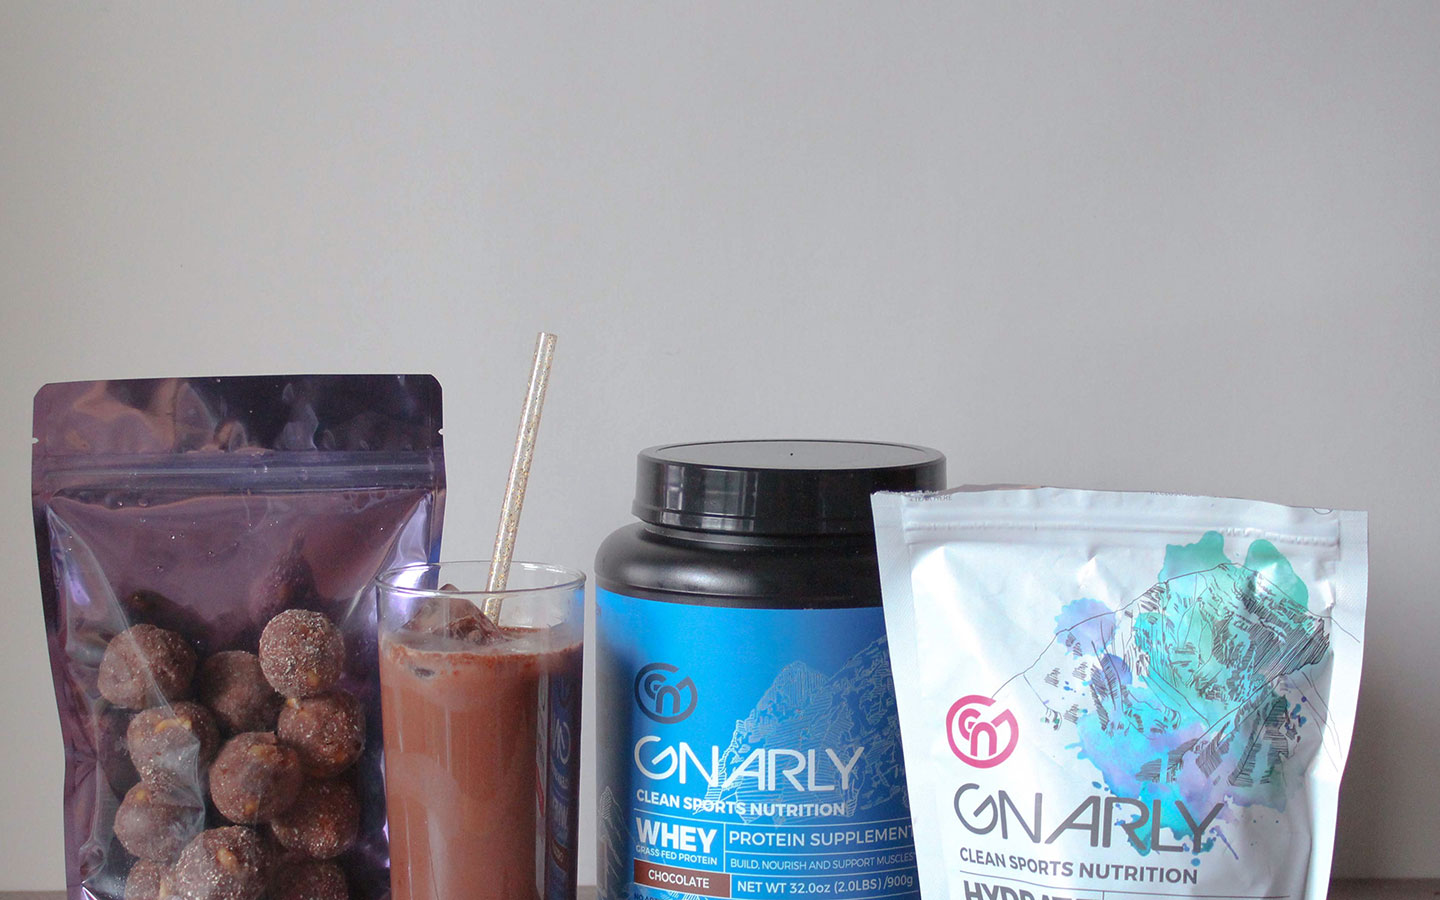 GNARLY
CLEAN SPORTS NUTRITION
WHEY
GRASS FED PROTEIN
PROTEIN SUPPLEMENT
BUILD, NOURISH AND SUPPORT MUSCLES
CHOCOLATE
NET WT 32.0oz (2.0LBS) /900g
GNARLY
CLEAN SPORTS NUTRITION